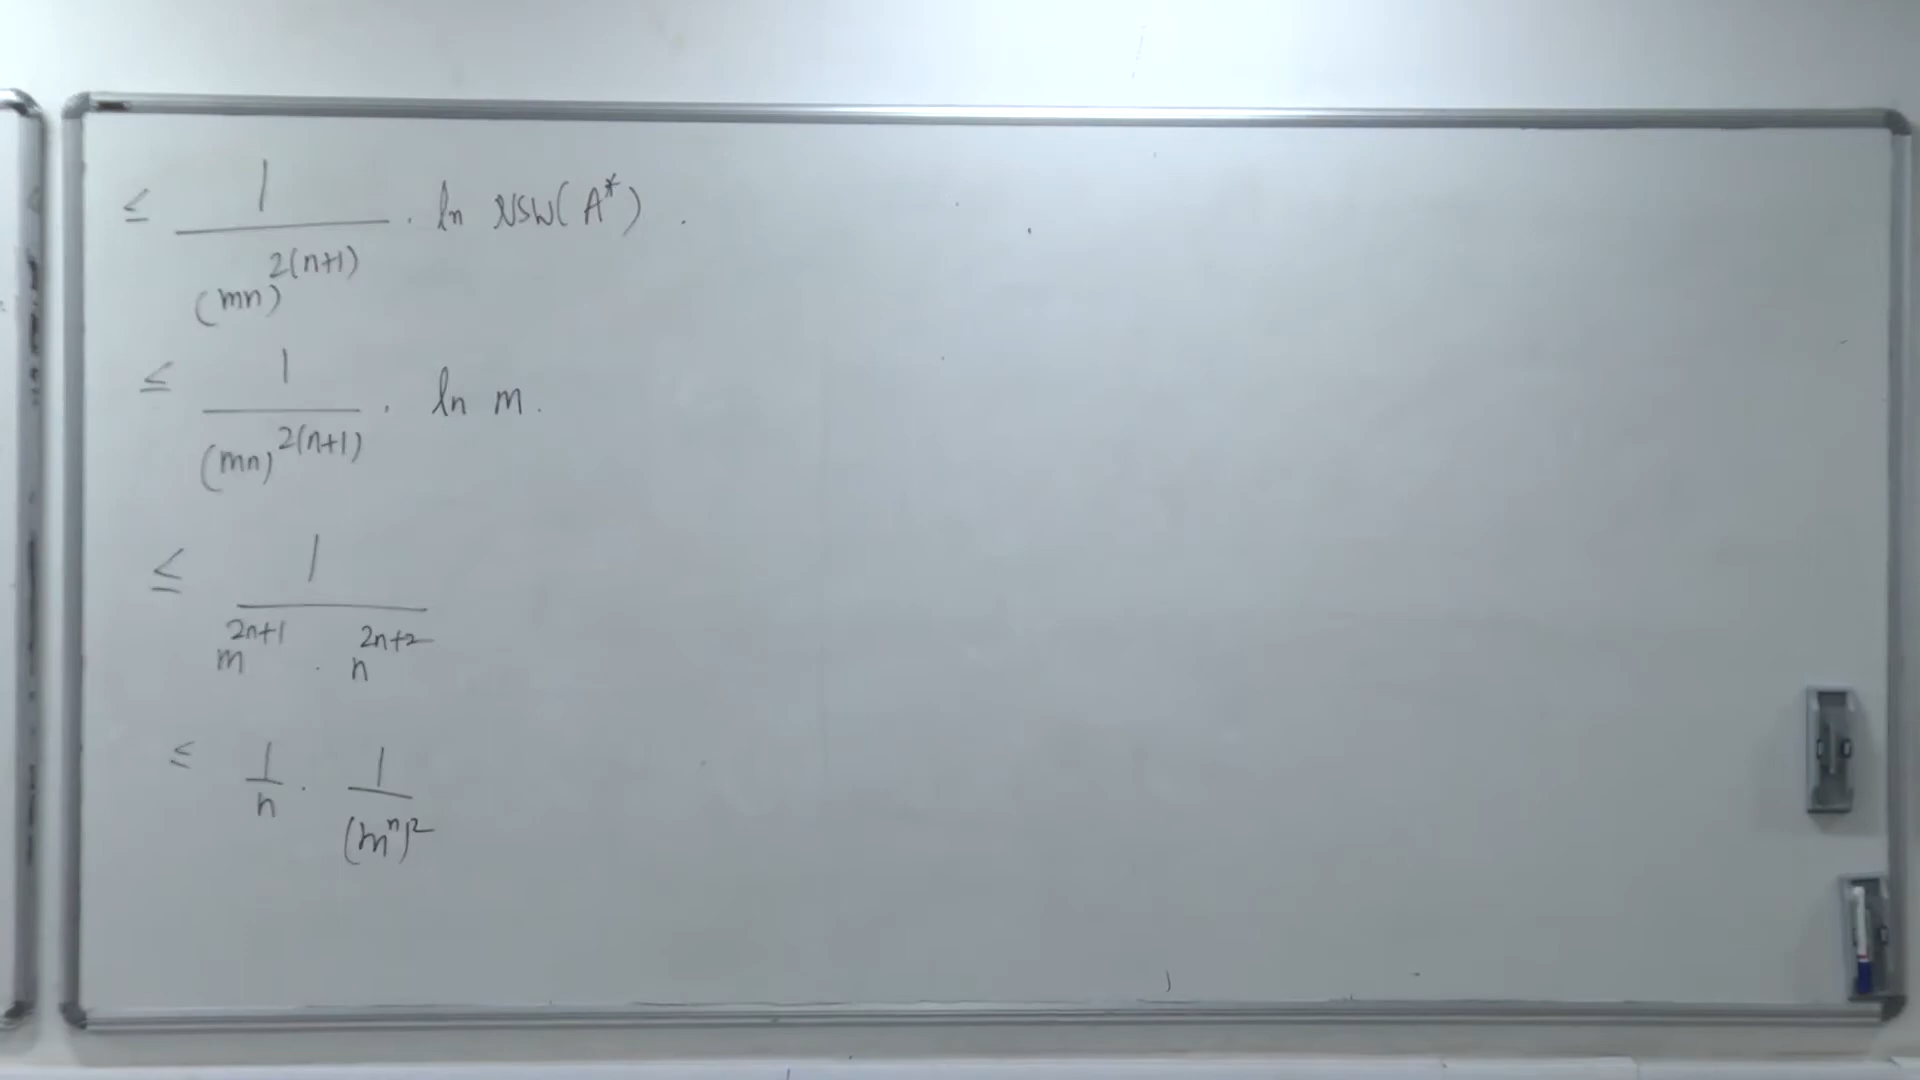 ≤ 1/(mn)^{2(n+1)} · ln NSW(A*) .
≤ 1/(mn)^{2(n+1)} · ln m .
≤ 1/(m^{2n+1} · n^{2n+2})
≤ 1/n · 1/(m^n)^2